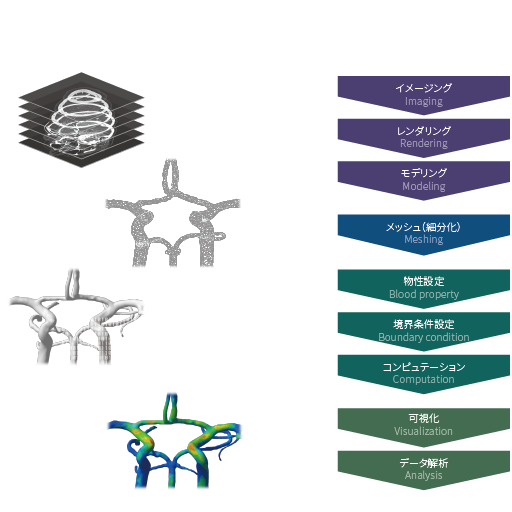 イメージング
Imaging
レンダリング
Rendering
モデリング
Modeling
メッシュ(細分化)
Meshing
物性設定
Blood property
境界条件設定
Boundary condition
コンピュテーション
Computation
可視化
Visualization
データ解析
Analysis